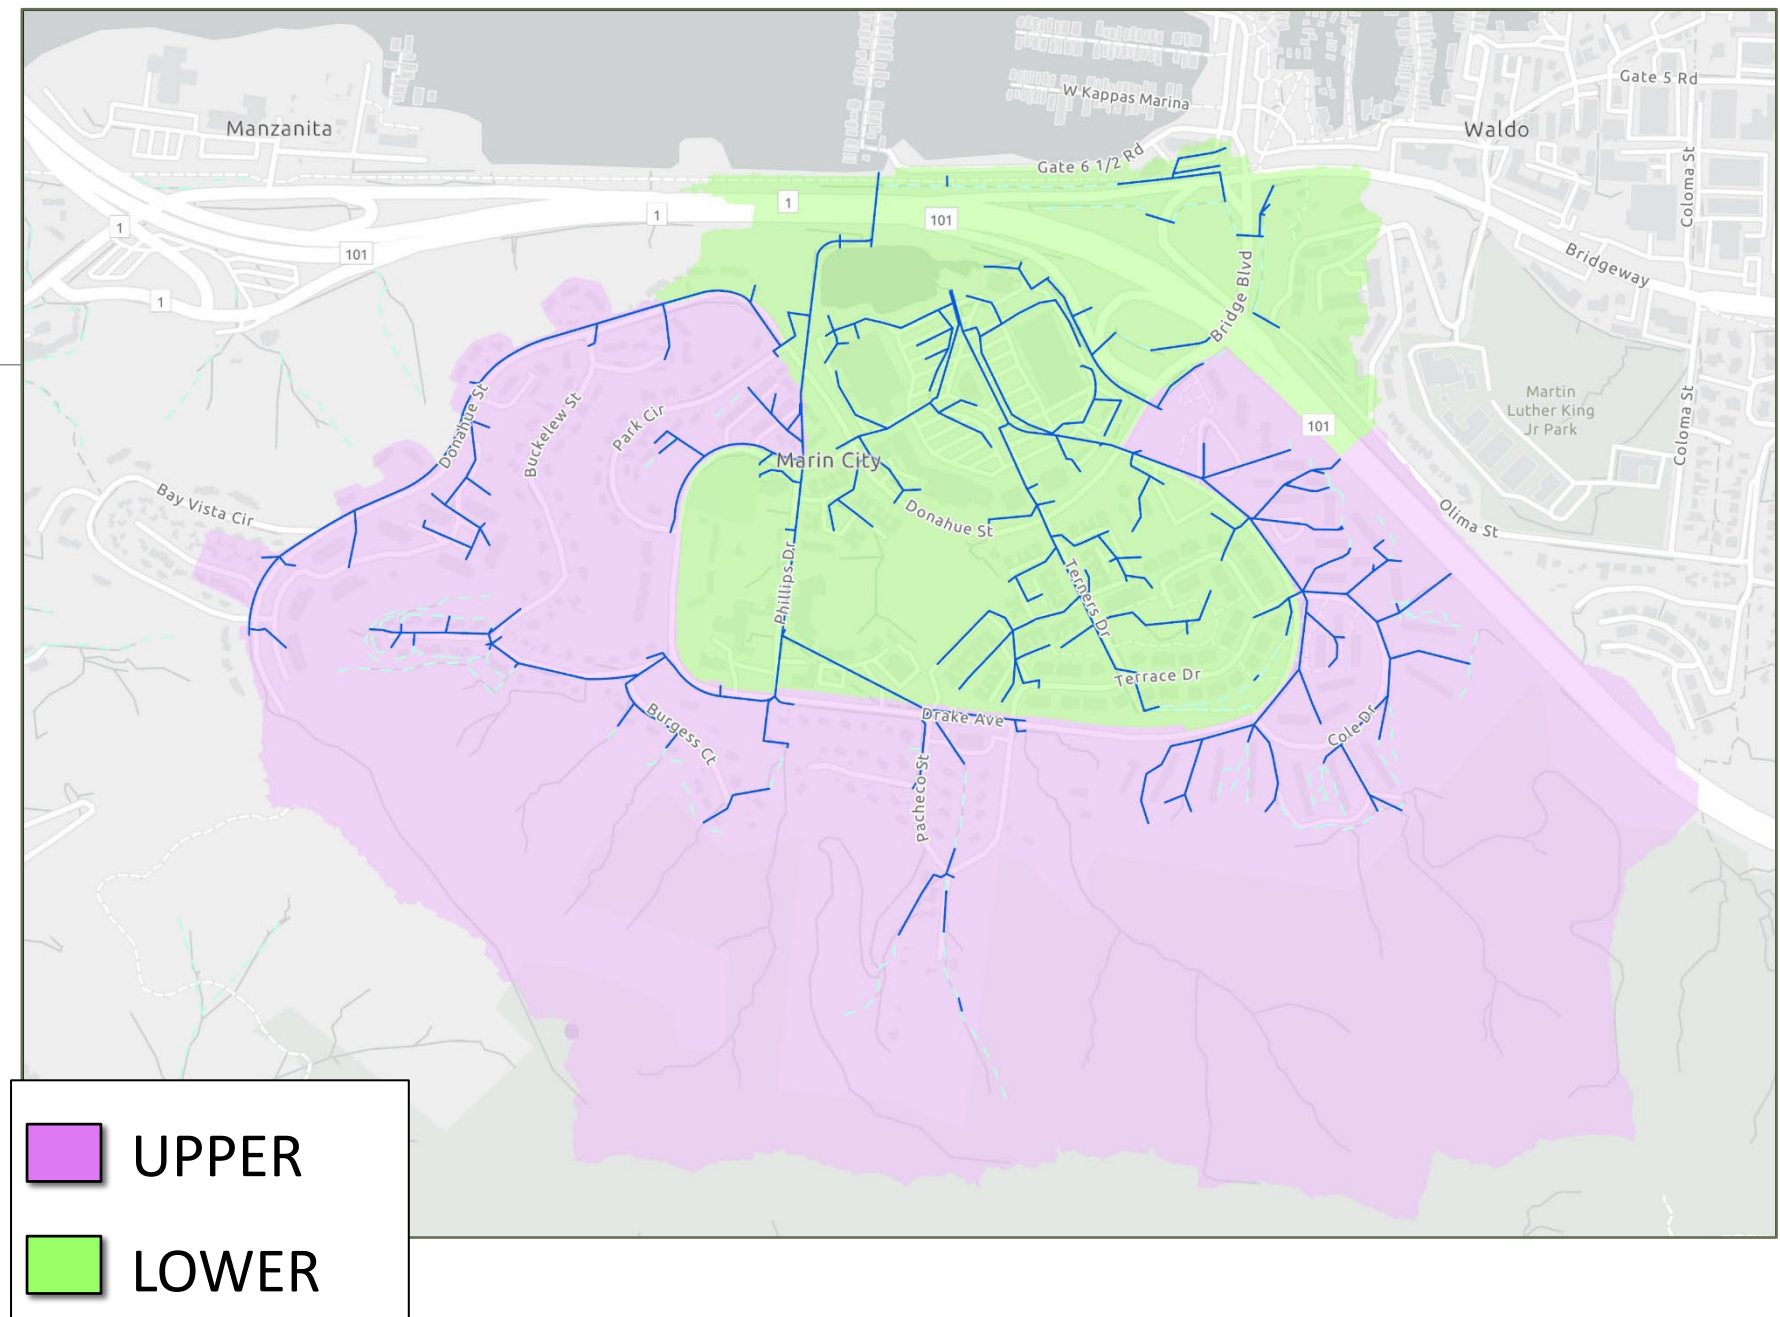 Gate 5 Rd
W Kappas Marina
Manzanita
Waldo
Gate 6 1/2 Rd
Coloma St
1
1
1
101
1
101
Bridgeway
1
Bridge Blvd
Donahue St
Buckelew St
Park Cir
Martin
Luther King
Jr Park
101
Coloma St
Marin City
Bay Vista Cir
Donahue St
Olima St
Phillips Dr
Terners Dr
Terrace Dr
Burgess Ct
Drake Ave
Cole Dr
Pacheco St
UPPER
LOWER